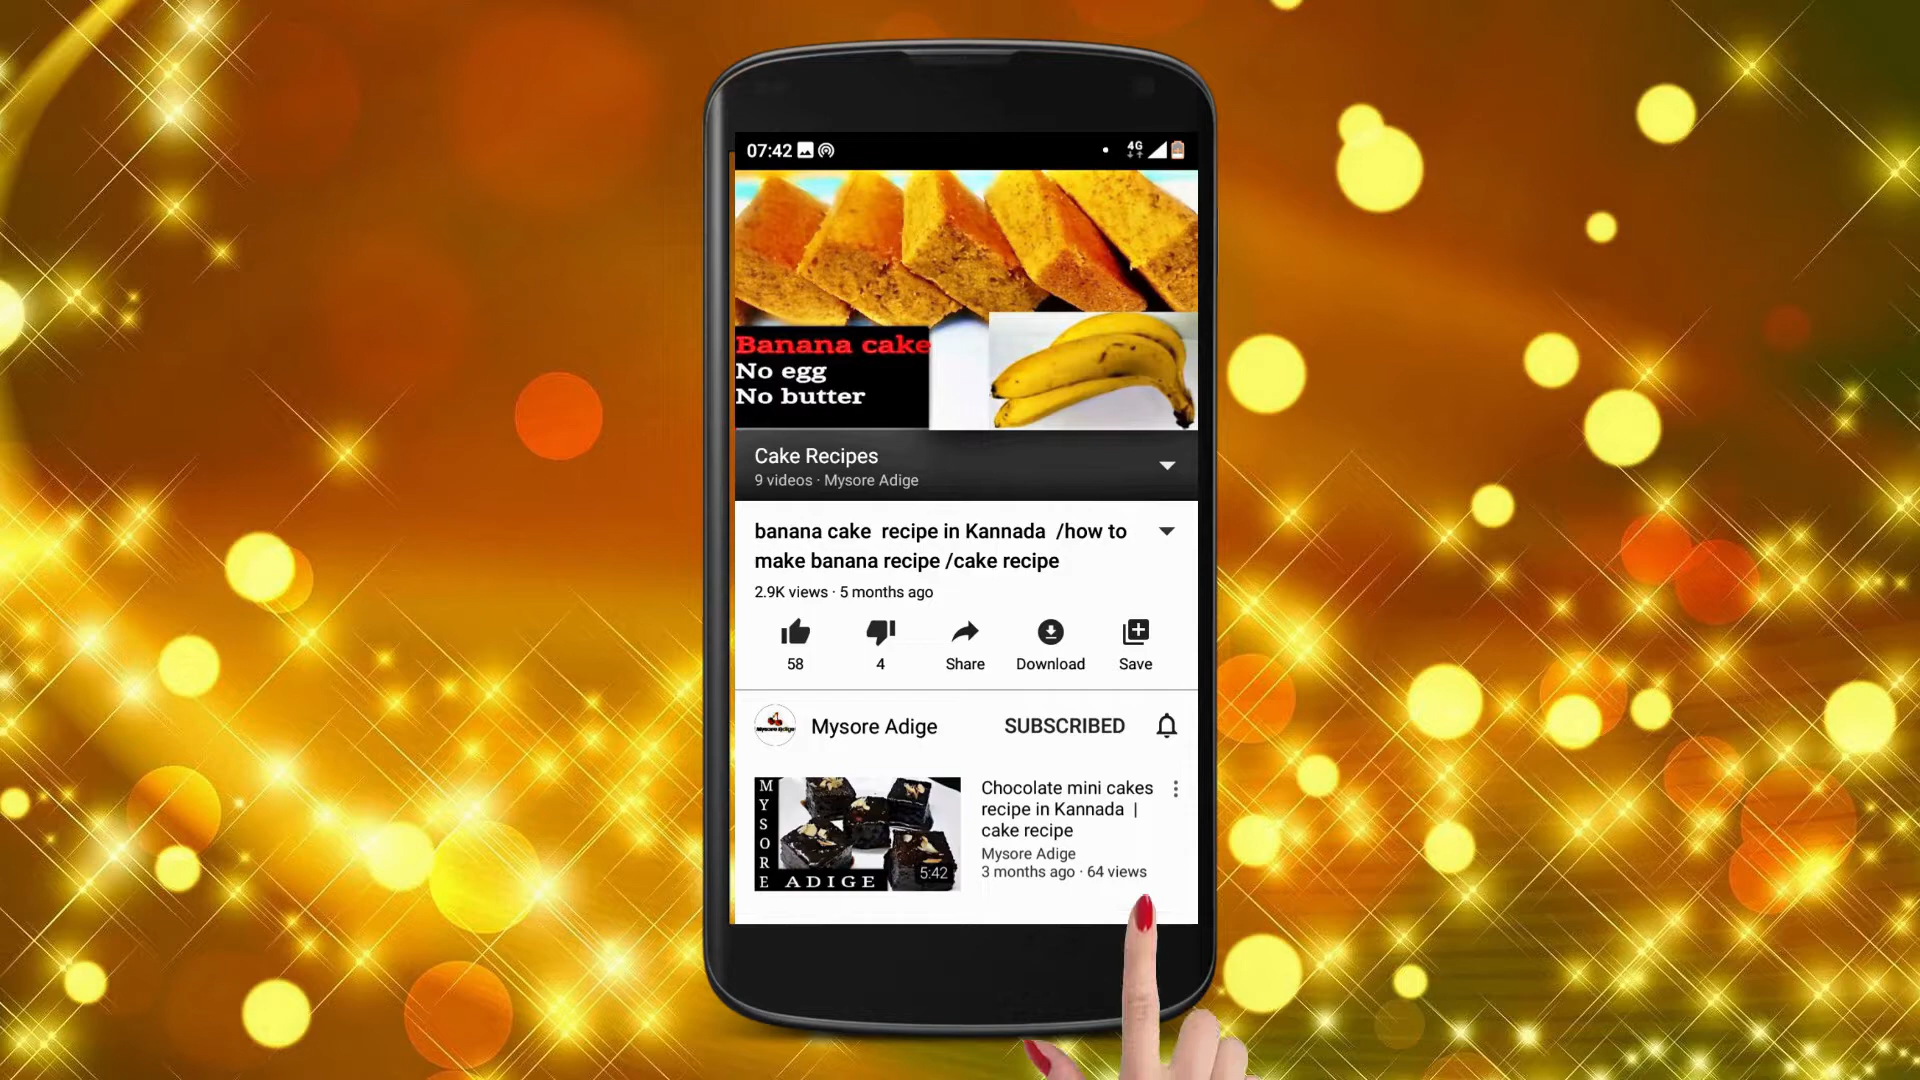 07:42
4G
Banana cake
No egg
No butter
Cake Recipes
9 videos · Mysore Adige
banana cake  recipe in Kannada  /how to
make banana recipe /cake recipe
2.9K views · 5 months ago
58
4
Share
Download
Save
Mysore Adige
Mysore Adige
SUBSCRIBED
MYSORE
ADIGE
5:42
Chocolate mini cakes
recipe in Kannada  |
cake recipe
Mysore Adige
3 months ago · 64 views